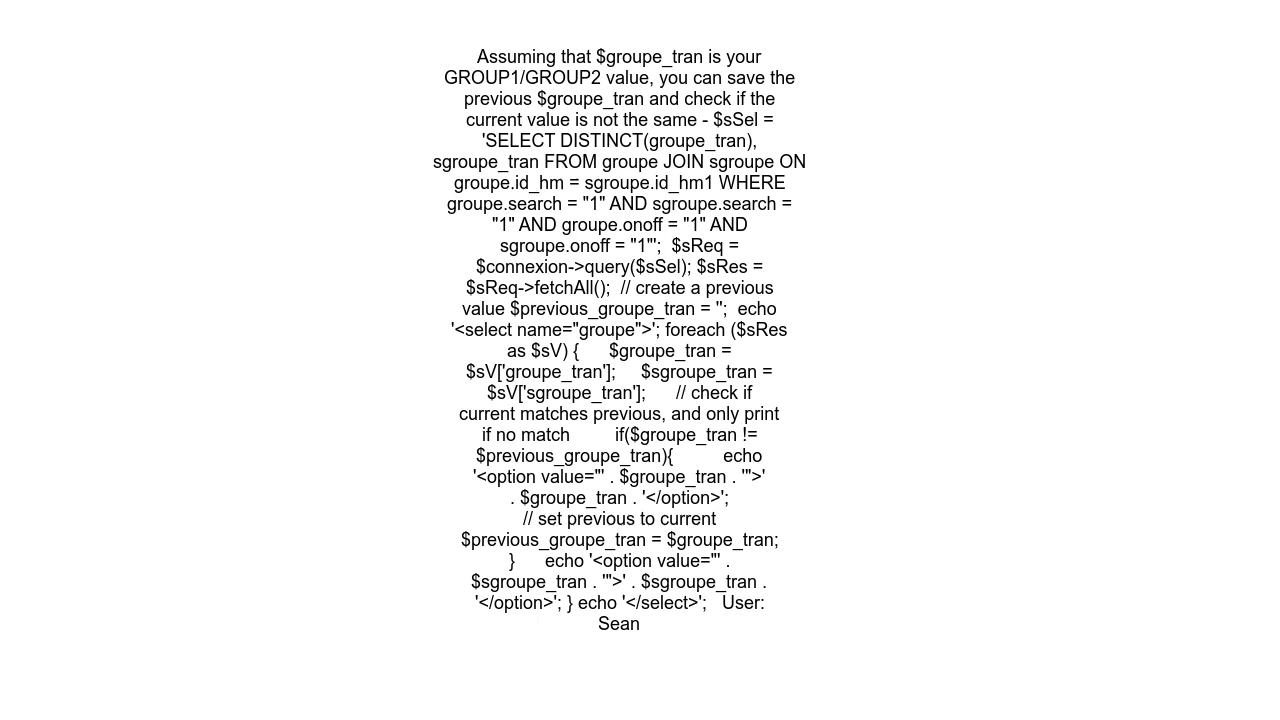 Assuming that $groupe_tran is your
GROUP1/GROUP2 value, you can save the
previous $groupe_tran and check if the
current value is not the same - $sSel =
'SELECT DISTINCT(groupe_tran),
sgroupe_tran FROM groupe JOIN sgroupe ON
groupe.id_hm = sgroupe.id_hm1 WHERE
groupe.search = "1" AND sgroupe.search =
"1" AND groupe.onoff = "1" AND
sgroupe.onoff = "1"';  $sReq =
$connexion->query($sSel); $sRes =
$sReq->fetchAll();  // create a previous
value $previous_groupe_tran = '';  echo
'<select name="groupe">'; foreach ($sRes
as $sV) {      $groupe_tran =
$sV['groupe_tran'];     $sgroupe_tran =
$sV['sgroupe_tran'];      // check if
current matches previous, and only print
if no match         if($groupe_tran !=
$previous_groupe_tran){          echo
'<option value="' . $groupe_tran . '">'
. $groupe_tran . '</option>';
// set previous to current
$previous_groupe_tran = $groupe_tran;
}      echo '<option value="' .
$sgroupe_tran . '">' . $sgroupe_tran .
'</option>'; } echo '</select>';   User:
Sean